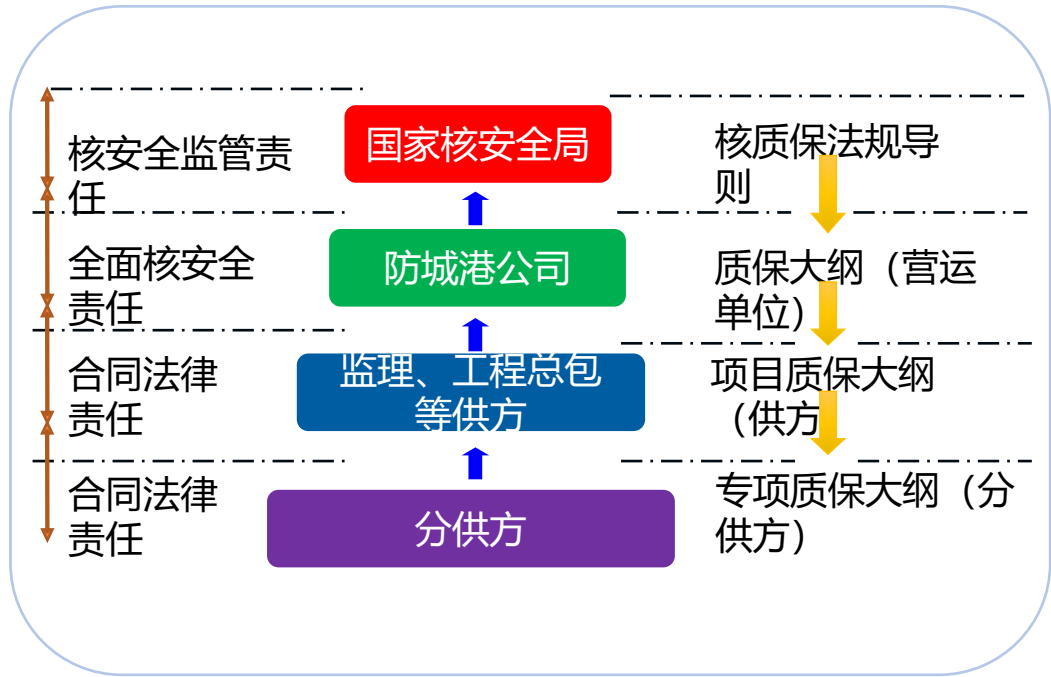 核安全监管责
任
国家核安全局
核质保法规导
则
全面核安全
责任
防城港公司
质保大纲（营运
单位）
合同法律
责任
监理、工程总包
等供方
项目质保大纲
（供方
合同法律
责任
分供方
专项质保大纲（分
供方）